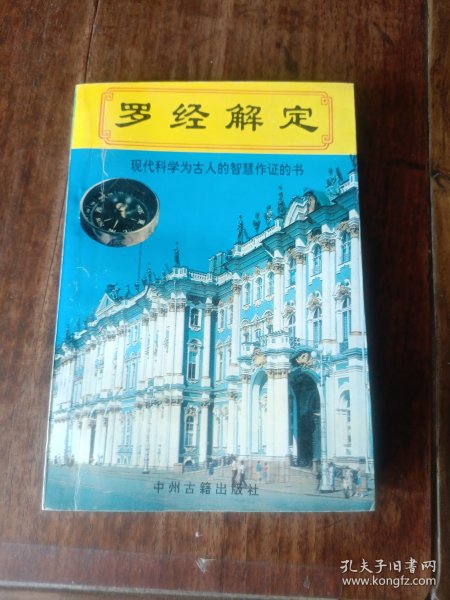 罗经解定
现代科学为古人的智慧作证的书
中州古籍出版社
孔夫子旧书网
www.kongfz.com